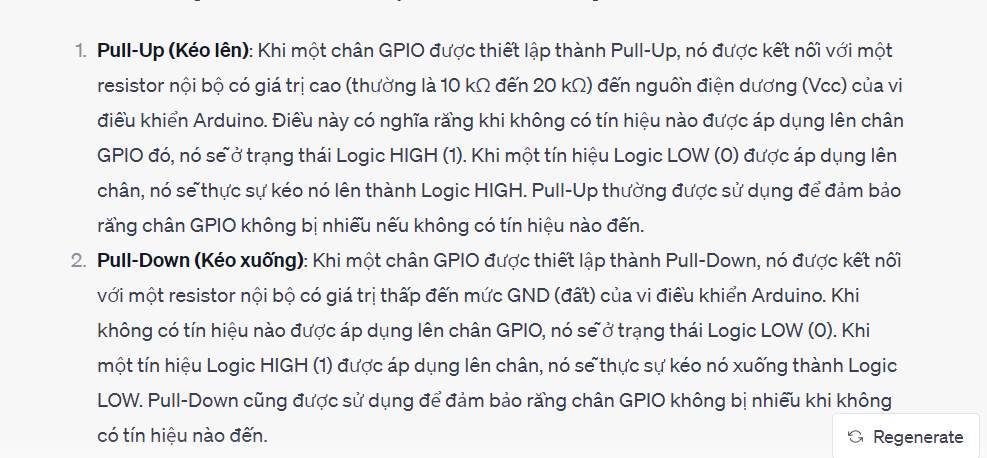 1. Pull-Up (Kéo lên): Khi một chân GPIO được thiết lập thành Pull-Up, nó được kết nối với một
resistor nội bộ có giá trị cao (thường là 10 kΩ đến 20 kΩ) đến nguồn điện dương (Vcc) của vi
điều khiển Arduino. Điều này có nghĩa rằng khi không có tín hiệu nào được áp dụng lên chân
GPIO đó, nó sẽ ở trạng thái Logic HIGH (1). Khi một tín hiệu Logic LOW (0) được áp dụng lên
chân, nó sẽ thực sự kéo nó lên thành Logic HIGH. Pull-Up thường được sử dụng để đảm bảo
rằng chân GPIO không bị nhiễu nếu không có tín hiệu nào đến.
2. Pull-Down (Kéo xuống): Khi một chân GPIO được thiết lập thành Pull-Down, nó được kết nối
với một resistor nội bộ có giá trị thấp đến mức GND (đất) của vi điều khiển Arduino. Khi
không có tín hiệu nào được áp dụng lên chân GPIO, nó sẽ ở trạng thái Logic LOW (0). Khi
một tín hiệu Logic HIGH (1) được áp dụng lên chân, nó sẽ thực sự kéo nó xuống thành Logic
LOW. Pull-Down cũng được sử dụng để đảm bảo rằng chân GPIO không bị nhiễu khi không
có tín hiệu nào đến.
Regenerate